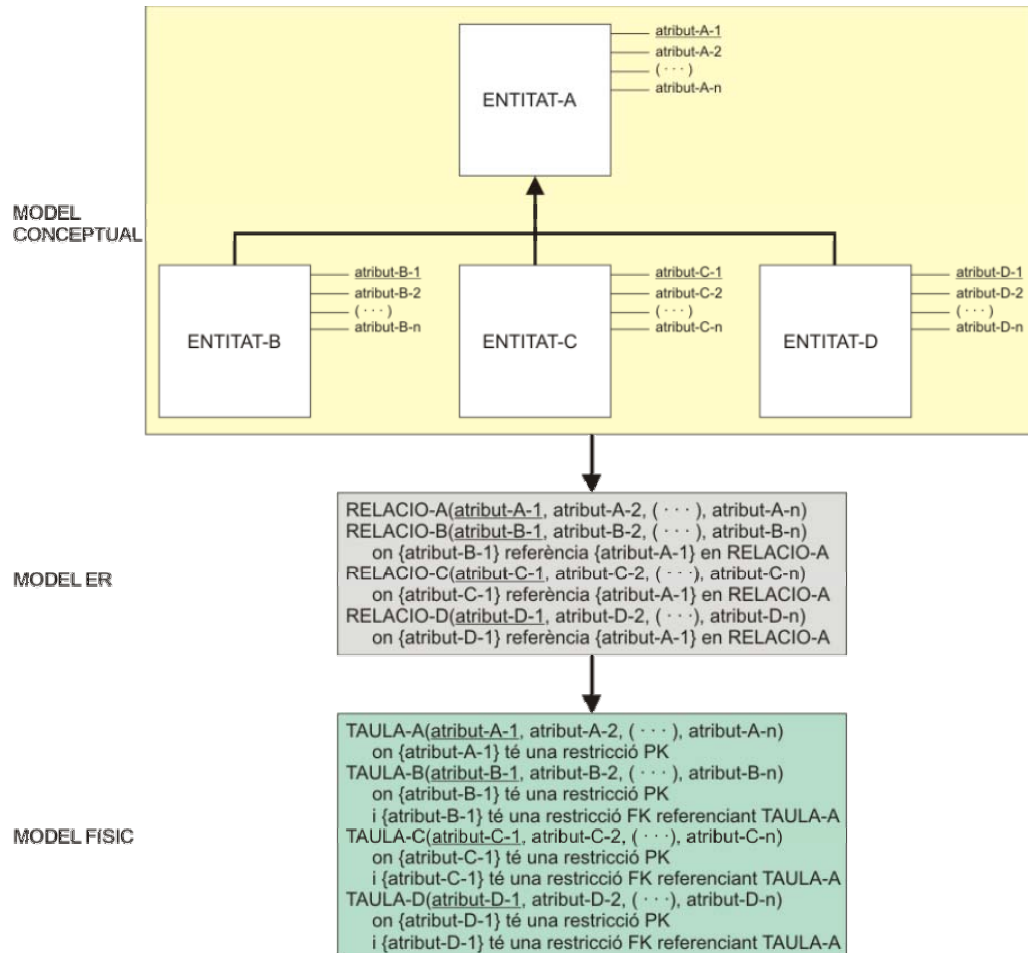 atribut-A-1
atribut-A-2
( · · · )
atribut-A-n
ENTITAT-A
MODEL
CONCEPTUAL
atribut-B-1
atribut-B-2
( · · · )
atribut-B-n
ENTITAT-B
atribut-C-1
atribut-C-2
( · · · )
atribut-C-n
ENTITAT-C
atribut-D-1
atribut-D-2
( · · · )
atribut-D-n
ENTITAT-D
MODEL ER
RELACIO-A(atribut-A-1, atribut-A-2, ( · · · ), atribut-A-n)
RELACIO-B(atribut-B-1, atribut-B-2, ( · · · ), atribut-B-n)
on {atribut-B-1} referència {atribut-A-1} en RELACIO-A
RELACIO-C(atribut-C-1, atribut-C-2, ( · · · ), atribut-C-n)
on {atribut-C-1} referència {atribut-A-1} en RELACIO-A
RELACIO-D(atribut-D-1, atribut-D-2, ( · · · ), atribut-D-n)
on {atribut-D-1} referència {atribut-A-1} en RELACIO-A
MODEL FÍSIC
TAULA-A(atribut-A-1, atribut-A-2, ( · · · ), atribut-A-n)
on {atribut-A-1} té una restricció PK
TAULA-B(atribut-B-1, atribut-B-2, ( · · · ), atribut-B-n)
on {atribut-B-1} té una restricció PK
i {atribut-B-1} té una restricció FK referenciant TAULA-A
TAULA-C(atribut-C-1, atribut-C-2, ( · · · ), atribut-C-n)
on {atribut-C-1} té una restricció PK
i {atribut-C-1} té una restricció FK referenciant TAULA-A
TAULA-D(atribut-D-1, atribut-D-2, ( · · · ), atribut-D-n)
on {atribut-D-1} té una restricció PK
i {atribut-D-1} té una restricció FK referenciant TAULA-A